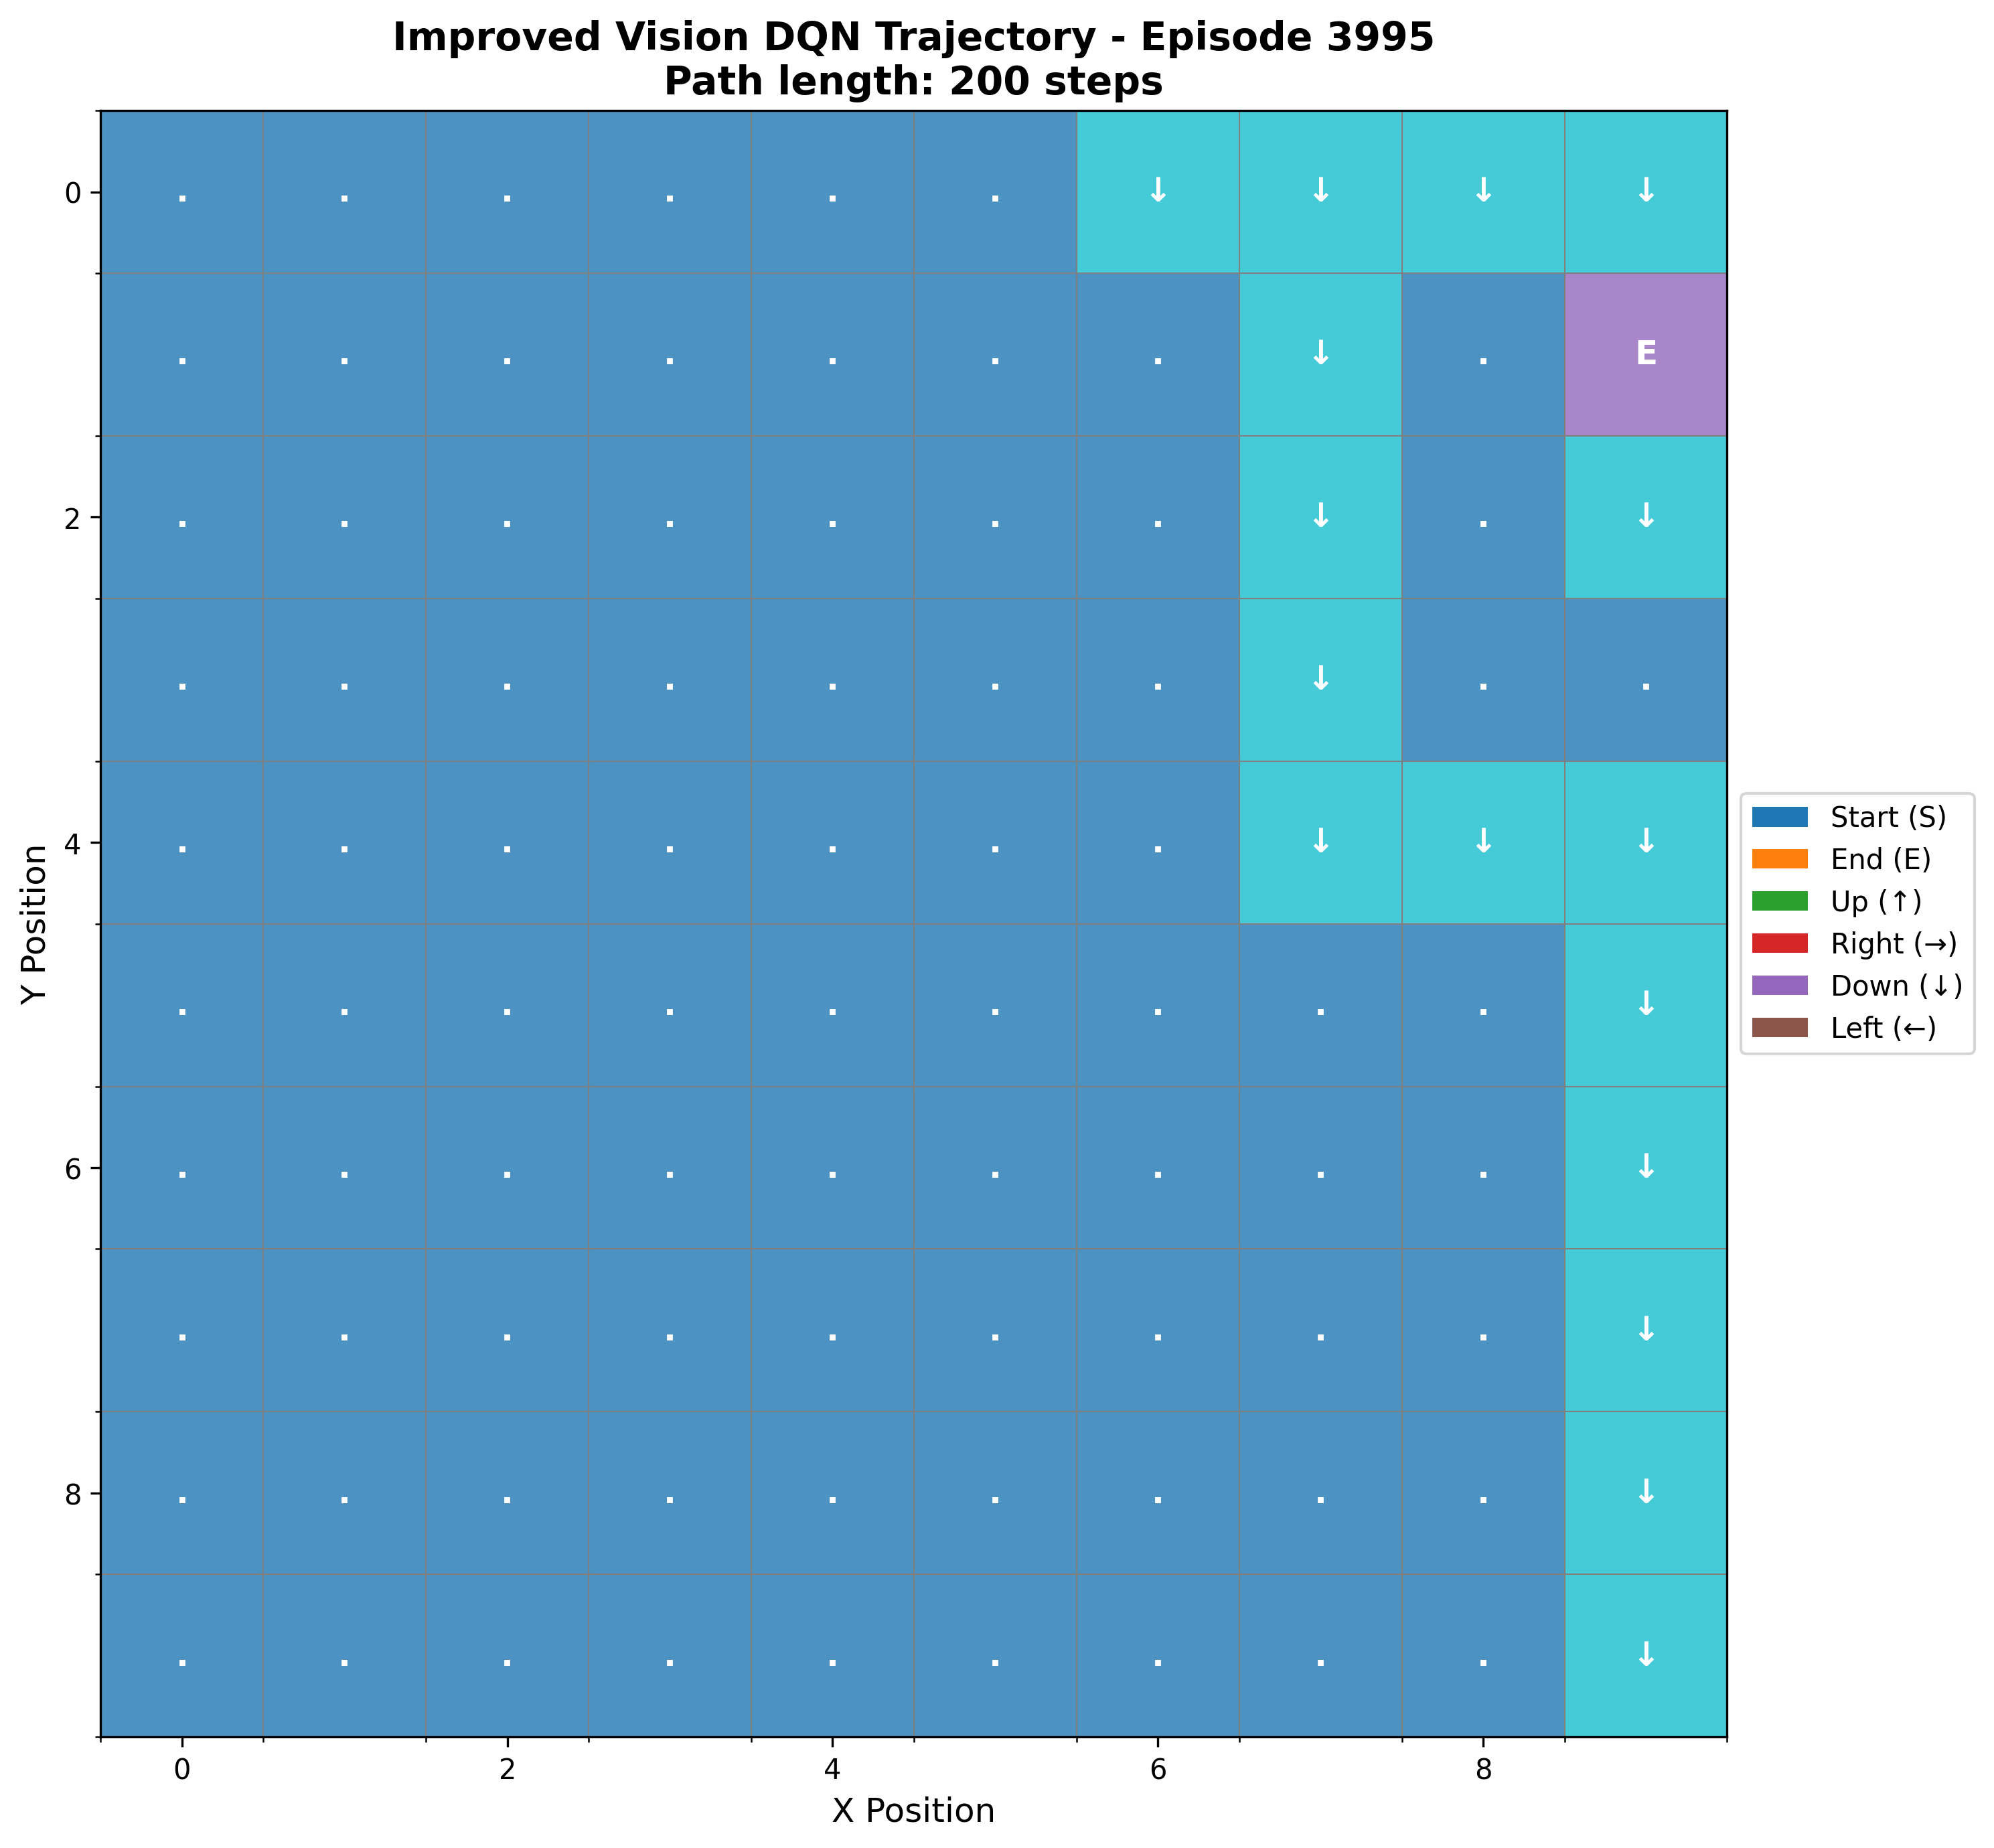 Improved Vision DQN Trajectory - Episode 3995
Path length: 200 steps
0
. . . . . . ↓ ↓ ↓ ↓
. . . . . . . ↓ . E
2
. . . . . . . ↓ . ↓
. . . . . . . ↓ . .
4
. . . . . . . ↓ ↓ ↓
. . . . . . . . . ↓
6
. . . . . . . . . ↓
. . . . . . . . . ↓
8
. . . . . . . . . ↓
. . . . . . . . . ↓
0 2 4 6 8
X Position
Y Position
Start (S)
End (E)
Up (↑)
Right (→)
Down (↓)
Left (←)